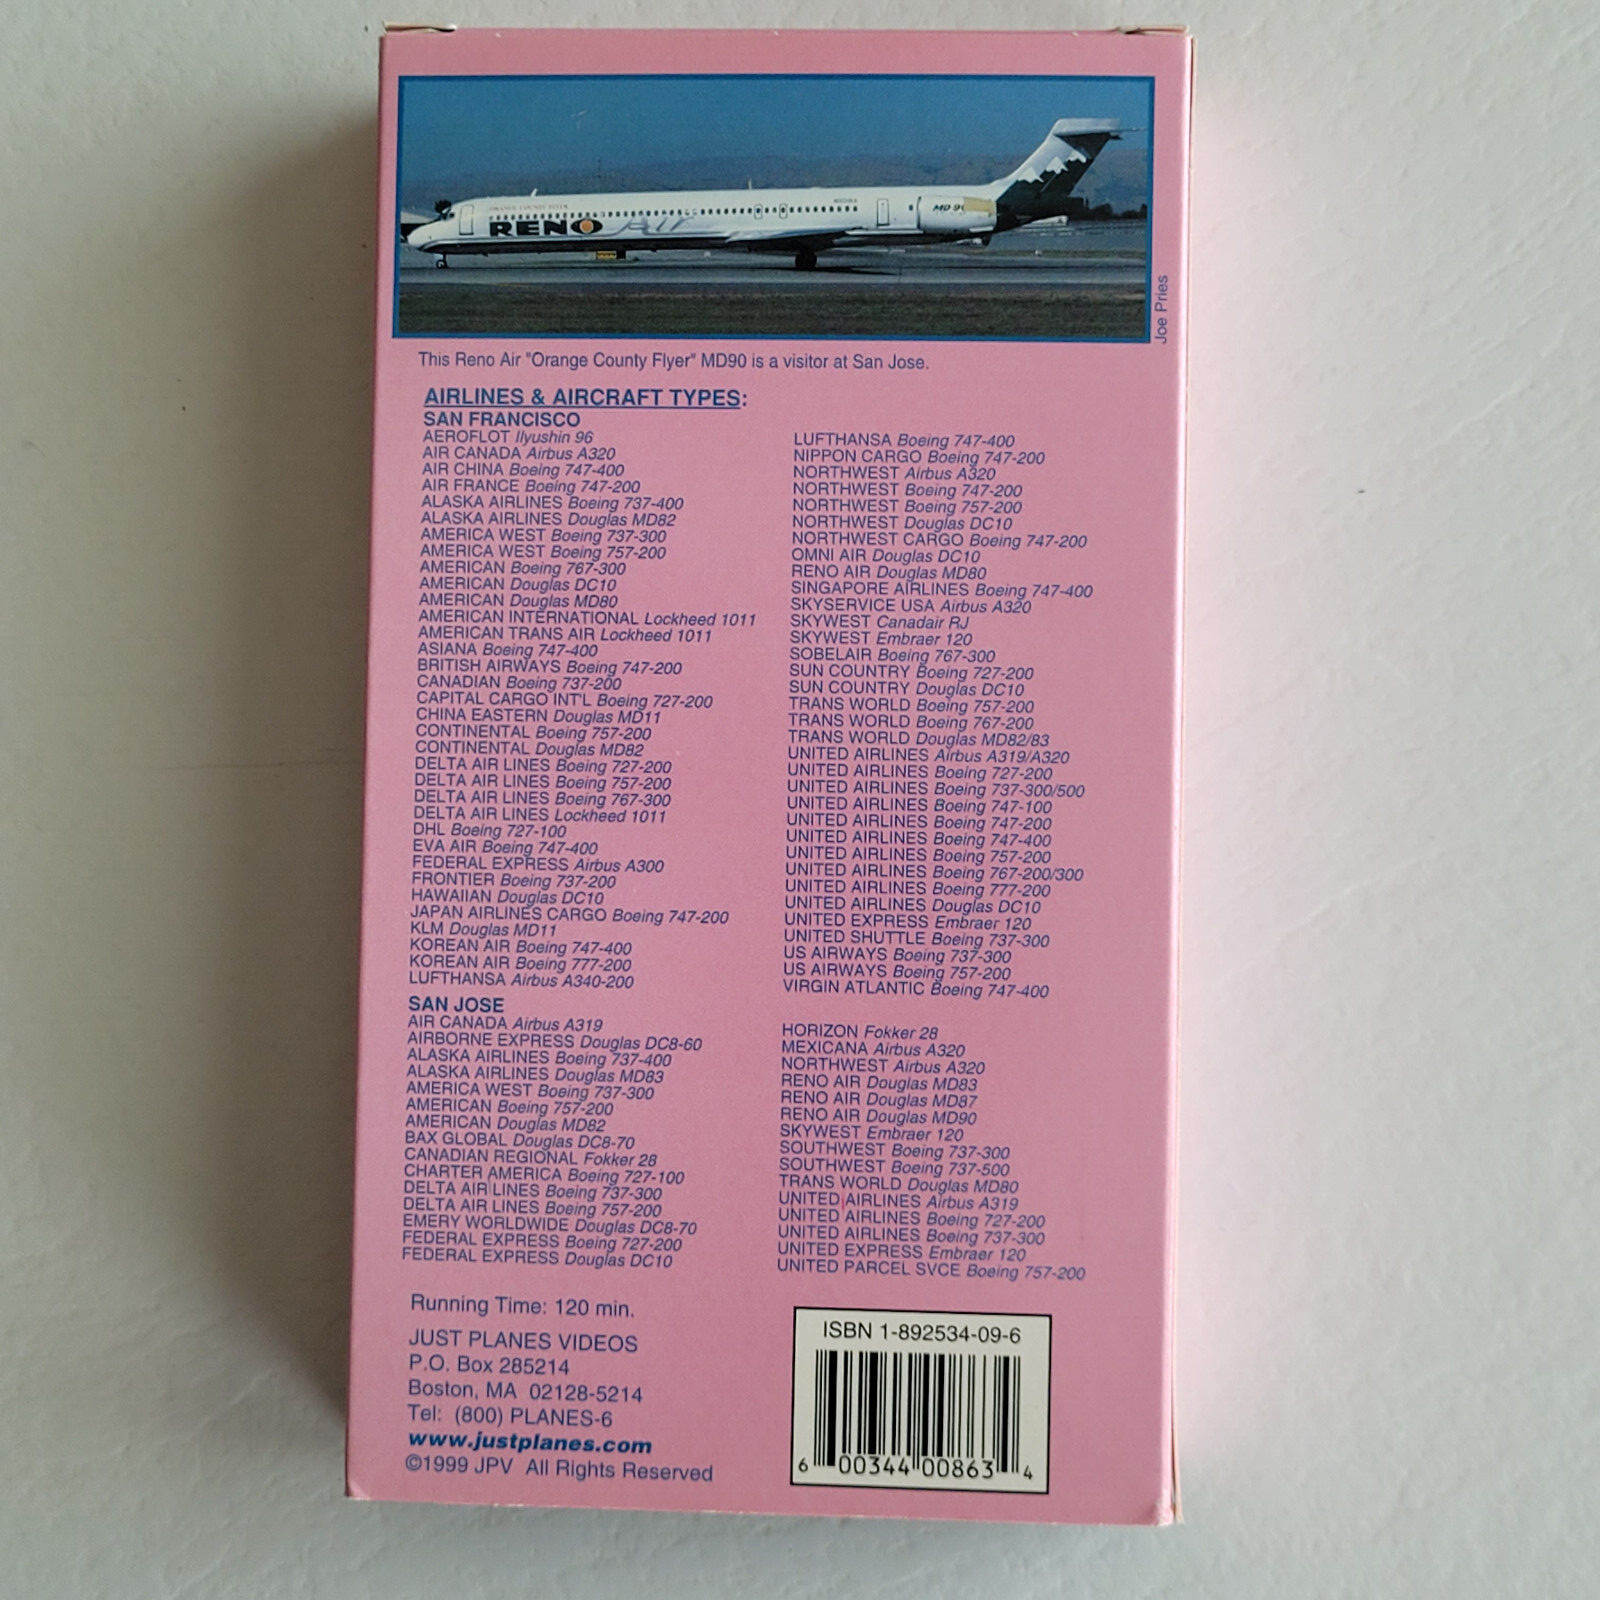 RENO Air
MD-90
Joe Pries
This Reno Air "Orange County Flyer" MD90 is a visitor at San Jose.
AIRLINES & AIRCRAFT TYPES:
SAN FRANCISCO
AEROFLOT Ilyushin 96
AIR CANADA Airbus A320
AIR CHINA Boeing 747-400
AIR FRANCE Boeing 747-200
ALASKA AIRLINES Boeing 737-400
ALASKA AIRLINES Douglas MD82
AMERICA WEST Boeing 737-300
AMERICA WEST Boeing 757-200
AMERICAN Boeing 767-300
AMERICAN Douglas DC10
AMERICAN Douglas MD80
AMERICAN INTERNATIONAL Lockheed 1011
AMERICAN TRANS AIR Lockheed 1011
ASIANA Boeing 747-400
BRITISH AIRWAYS Boeing 747-200
CANADIAN Boeing 737-200
CAPITAL CARGO INT'L Boeing 727-200
CHINA EASTERN Douglas MD11
CONTINENTAL Boeing 757-200
CONTINENTAL Douglas MD82
DELTA AIR LINES Boeing 727-200
DELTA AIR LINES Boeing 757-200
DELTA AIR LINES Boeing 767-300
DELTA AIR LINES Lockheed 1011
DHL Boeing 727-100
EVA AIR Boeing 747-400
FEDERAL EXPRESS Airbus A300
FRONTIER Boeing 737-200
HAWAIIAN Douglas DC10
JAPAN AIRLINES CARGO Boeing 747-200
KLM Douglas MD11
KOREAN AIR Boeing 747-400
KOREAN AIR Boeing 777-200
LUFTHANSA Airbus A340-200
LUFTHANSA Boeing 747-400
NIPPON CARGO Boeing 747-200
NORTHWEST Airbus A320
NORTHWEST Boeing 747-200
NORTHWEST Boeing 757-200
NORTHWEST Douglas DC10
NORTHWEST CARGO Boeing 747-200
OMNI AIR Douglas DC10
RENO AIR Douglas MD80
SINGAPORE AIRLINES Boeing 747-400
SKYSERVICE USA Airbus A320
SKYWEST Canadair RJ
SKYWEST Embraer 120
SOBELAIR Boeing 767-300
SUN COUNTRY Boeing 727-200
SUN COUNTRY Douglas DC10
TRANS WORLD Boeing 757-200
TRANS WORLD Boeing 767-200
TRANS WORLD Douglas MD82/83
UNITED AIRLINES Airbus A319/A320
UNITED AIRLINES Boeing 727-200
UNITED AIRLINES Boeing 737-300/500
UNITED AIRLINES Boeing 747-100
UNITED AIRLINES Boeing 747-200
UNITED AIRLINES Boeing 747-400
UNITED AIRLINES Boeing 757-200
UNITED AIRLINES Boeing 767-200/300
UNITED AIRLINES Boeing 777-200
UNITED AIRLINES Douglas DC10
UNITED EXPRESS Embraer 120
UNITED SHUTTLE Boeing 737-300
US AIRWAYS Boeing 737-300
US AIRWAYS Boeing 757-200
VIRGIN ATLANTIC Boeing 747-400
SAN JOSE
AIR CANADA Airbus A319
AIRBORNE EXPRESS Douglas DC8-60
ALASKA AIRLINES Boeing 737-400
ALASKA AIRLINES Douglas MD83
AMERICA WEST Boeing 737-300
AMERICAN Boeing 757-200
AMERICAN Douglas MD82
BAX GLOBAL Douglas DC8-70
CANADIAN REGIONAL Fokker 28
CHARTER AMERICA Boeing 727-100
DELTA AIR LINES Boeing 737-300
DELTA AIR LINES Boeing 757-200
EMERY WORLDWIDE Douglas DC8-70
FEDERAL EXPRESS Boeing 727-200
FEDERAL EXPRESS Douglas DC10
HORIZON Fokker 28
MEXICANA Airbus A320
NORTHWEST Airbus A320
RENO AIR Douglas MD83
RENO AIR Douglas MD87
RENO AIR Douglas MD90
SKYWEST Embraer 120
SOUTHWEST Boeing 737-300
SOUTHWEST Boeing 737-500
TRANS WORLD Douglas MD80
UNITED AIRLINES Airbus A319
UNITED AIRLINES Boeing 727-200
UNITED AIRLINES Boeing 737-300
UNITED EXPRESS Embraer 120
UNITED PARCEL SVCE Boeing 757-200
Running Time: 120 min.
JUST PLANES VIDEOS
P.O. Box 285214
Boston, MA 02128-5214
Tel: (800) PLANES-6
www.justplanes.com
©1999 JPV All Rights Reserved
ISBN 1-892534-09-6
6 00344 00863 4